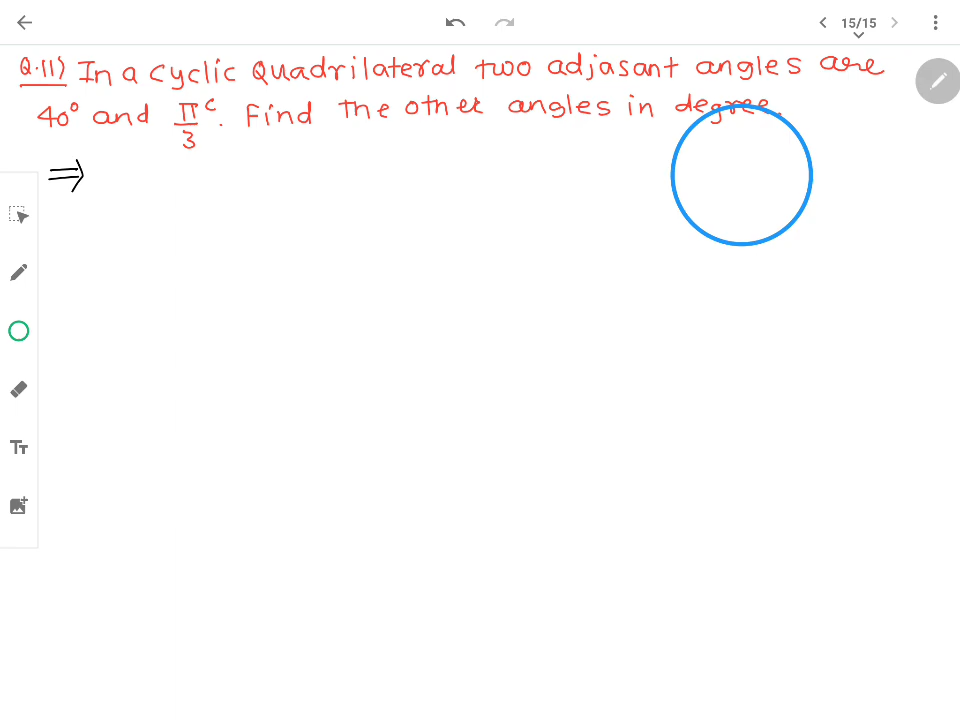 15/15
Q.11) In a cyclic Quadrilateral two adjasant angles are
40° and π/3 ᶜ. Find the other angles in degree.
⇒
Tт